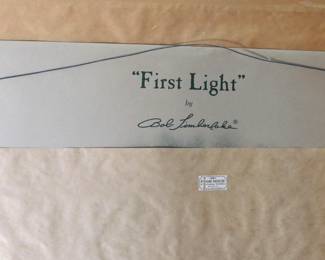 "First Light"
by
Bob Timberlake®